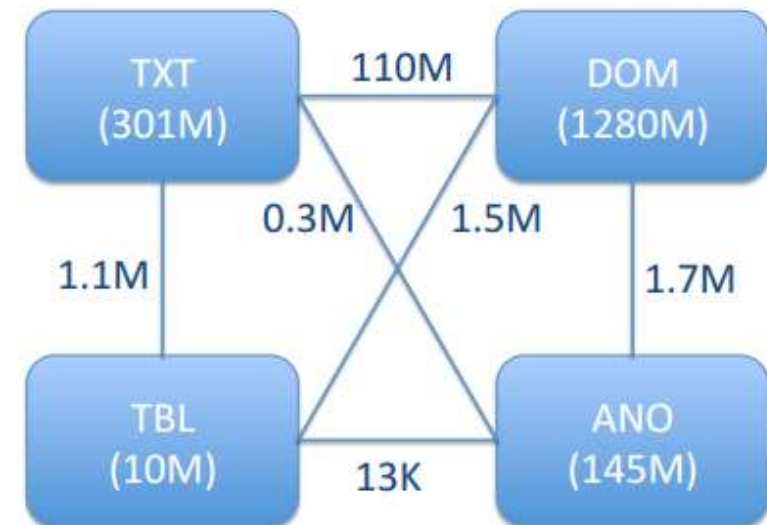 TXT
(301M)
110M
DOM
(1280M)
0.3M
1.5M
1.1M
1.7M
TBL
(10M)
13K
ANO
(145M)